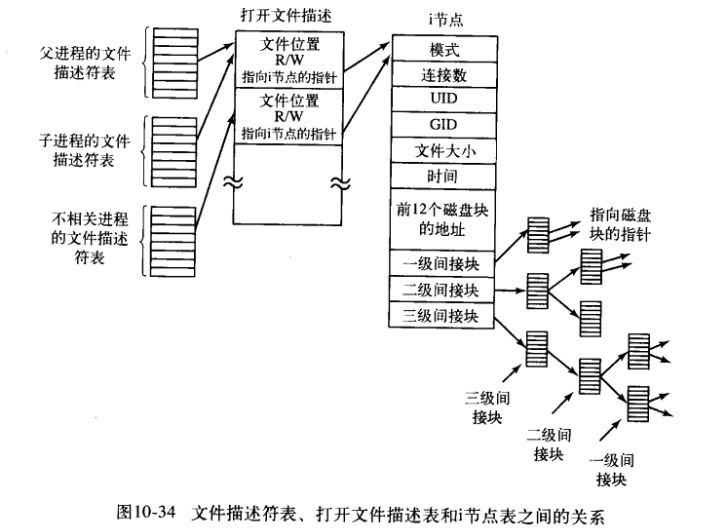 打开文件描述
i节点
父进程的文件
描述符表
子进程的文件
描述符表
不相关进程
的文件描述
符表
文件位置
R/W
指向i节点的指针
文件位置
R/W
指向i节点的指针
模式
连接数
UID
GID
文件大小
时间
前12个磁盘块
的地址
一级间接块
二级间接块
三级间接块
指向磁盘
块的指针
三级间
接块
二级间
接块
一级间
接块
图10-34 文件描述符表、打开文件描述表和i节点表之间的关系